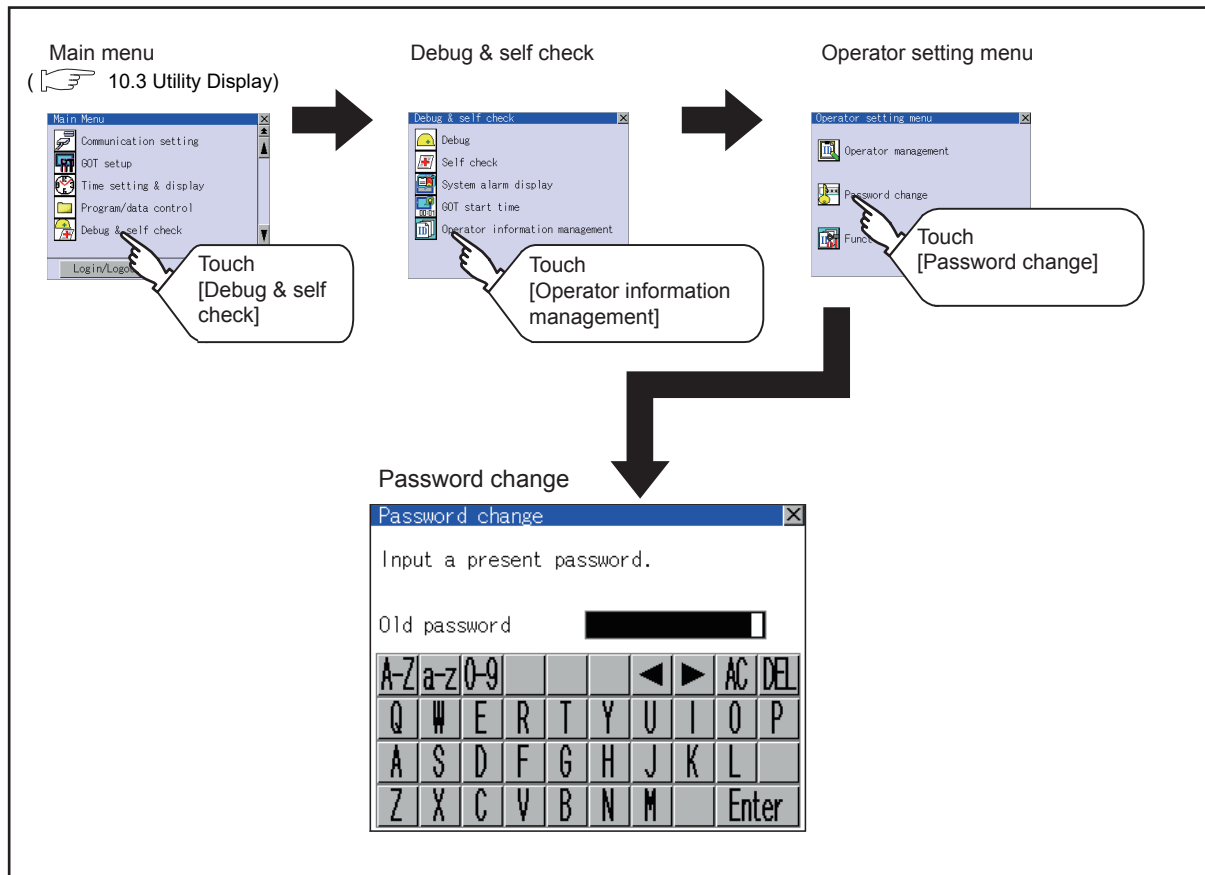 Main menu
( 10.3 Utility Display)
Debug & self check
Operator setting menu
Main Menu
Communication setting
GOT setup
Time setting & display
Program/data control
Debug & self check
Touch
[Debug & self
check]
Debug & self check
Debug
Self check
System alarm display
GOT start time
Operator information management
Touch
[Operator information
management]
Operator setting menu
Operator management
Password change
Touch
[Password change]
Password change
Password change
Input a present password.
Old password
A-Z a-z 0-9 ◀ ▶ AC DEL
Q W E R T Y U I O P
A S D F G H J K L
Z X C V B N M Enter